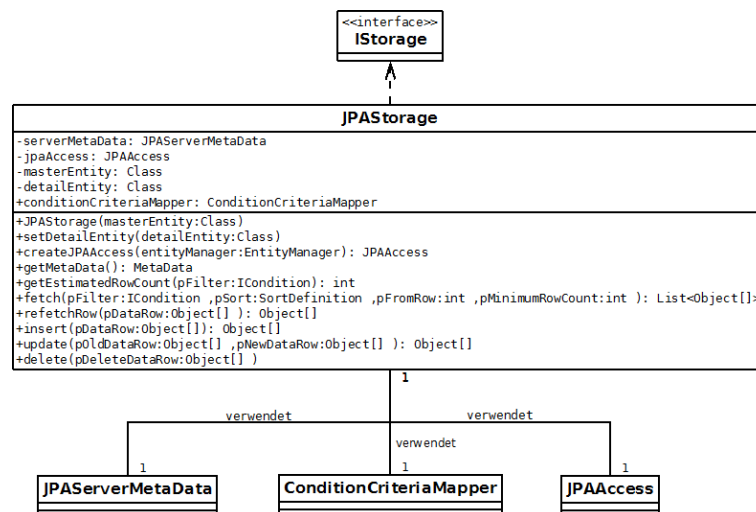 <<interface>>
IStorage
JPAStorage
-serverMetaData: JPAServerMetaData
-jpaAccess: JPAAccess
-masterEntity: Class
-detailEntity: Class
+conditionCriteriaMapper: ConditionCriteriaMapper
+JPAStorage(masterEntity:Class)
+setDetailEntity(detailEntity:Class)
+createJPAAccess(entityManager:EntityManager): JPAAccess
+getMetaData(): MetaData
+getEstimatedRowCount(pFilter:ICondition): int
+fetch(pFilter:ICondition ,pSort:SortDefinition ,pFromRow:int ,pMinimumRowCount:int ): List<Object[]>
+refetchRow(pDataRow:Object[] ): Object[]
+insert(pDataRow:Object[]): Object[]
+update(pOldDataRow:Object[] ,pNewDataRow:Object[] ): Object[]
+delete(pDeleteDataRow:Object[] )
1
verwendet verwendet
verwendet
1 1 1
JPAServerMetaData ConditionCriteriaMapper JPAAccess